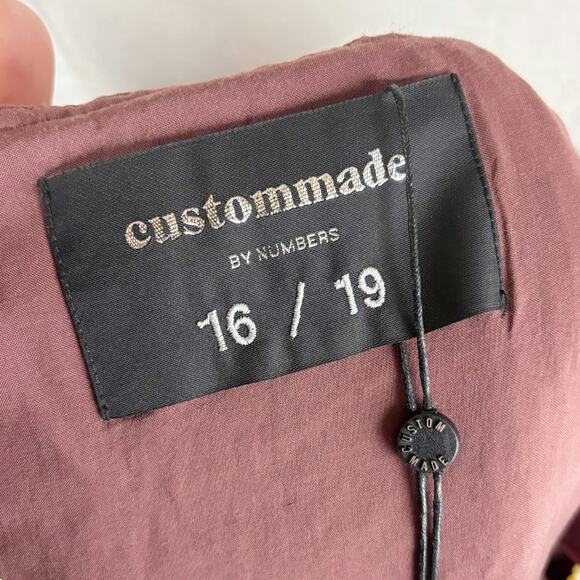 custommade
BY NUMBERS
16 / 19
CUSTOM
MADE